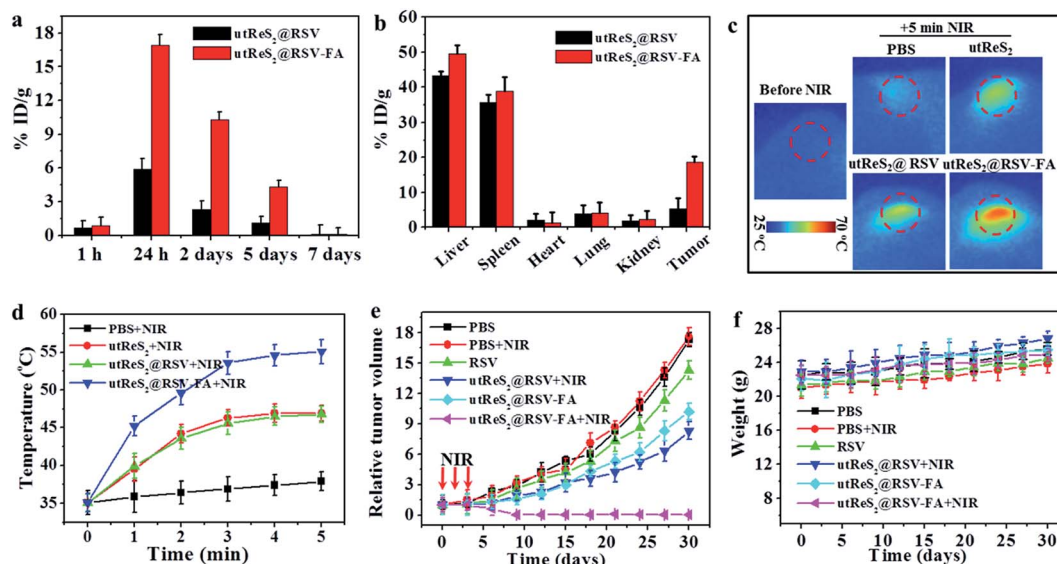 a
% ID/g
18
15
12
9
6
3
0
utReS₂@RSV
utReS₂@RSV-FA
1 h
24 h
2 days
5 days
7 days
b
% ID/g
60
50
40
30
20
10
0
utReS₂@RSV
utReS₂@RSV-FA
Liver
Spleen
Heart
Lung
Kidney
Tumor
c
+5 min NIR
PBS
utReS₂
Before NIR
utReS₂@ RSV
utReS₂@RSV-FA
25 °C
70 °C
d
Temperature (°C)
60
55
50
45
40
35
PBS+NIR
utReS₂+NIR
utReS₂@RSV+NIR
utReS₂@RSV-FA+NIR
0
1
2
3
4
5
Time (min)
e
Relative tumor volume
18
15
12
9
6
3
0
PBS
PBS+NIR
RSV
utReS₂@RSV+NIR
utReS₂@RSV-FA
utReS₂@RSV-FA+NIR
NIR
0
5
10
15
20
25
30
Time (days)
f
Weight (g)
28
24
20
16
12
8
PBS
PBS+NIR
RSV
utReS₂@RSV+NIR
utReS₂@RSV-FA
utReS₂@RSV-FA+NIR
0
5
10
15
20
25
30
Time (days)